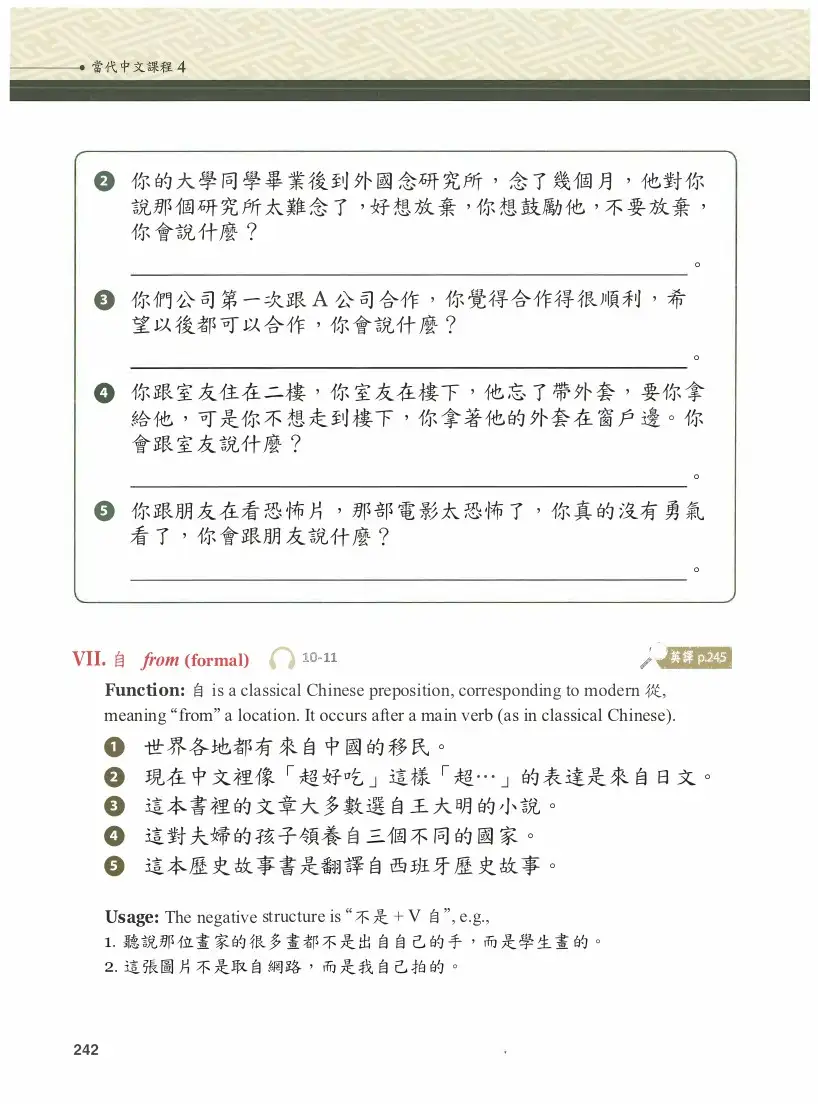 當代中文課程 4
2 你的大學同學畢業後到外國念研究所，念了幾個月，他對你
說那個研究所太難念了，好想放棄，你想鼓勵他，不要放棄，
你會說什麼？
。
3 你們公司第一次跟 A 公司合作，你覺得合作得很順利，希
望以後都可以合作，你會說什麼？
。
4 你跟室友住在二樓，你室友在樓下，他忘了帶外套，要你拿
給他，可是你不想走到樓下，你拿著他的外套在窗戶邊。你
會跟室友說什麼？
。
5 你跟朋友在看恐怖片，那部電影太恐怖了，你真的沒有勇氣
看了，你會跟朋友說什麼？
。
VII. 自 from (formal) 10-11 英譯 p.245
Function: 自 is a classical Chinese preposition, corresponding to modern 從,
meaning “from” a location. It occurs after a main verb (as in classical Chinese).
1 世界各地都有來自中國的移民。
2 現在中文裡像「超好吃」這樣「超…」的表達是來自日文。
3 這本書裡的文章大多數選自王大明的小說。
4 這對夫婦的孩子領養自三個不同的國家。
5 這本歷史故事書是翻譯自西班牙歷史故事。
Usage: The negative structure is “不是 + V 自”, e.g.,
1. 聽說那位畫家的很多畫都不是出自自己的手，而是學生畫的。
2. 這張圖片不是取自網路，而是我自己拍的。
242